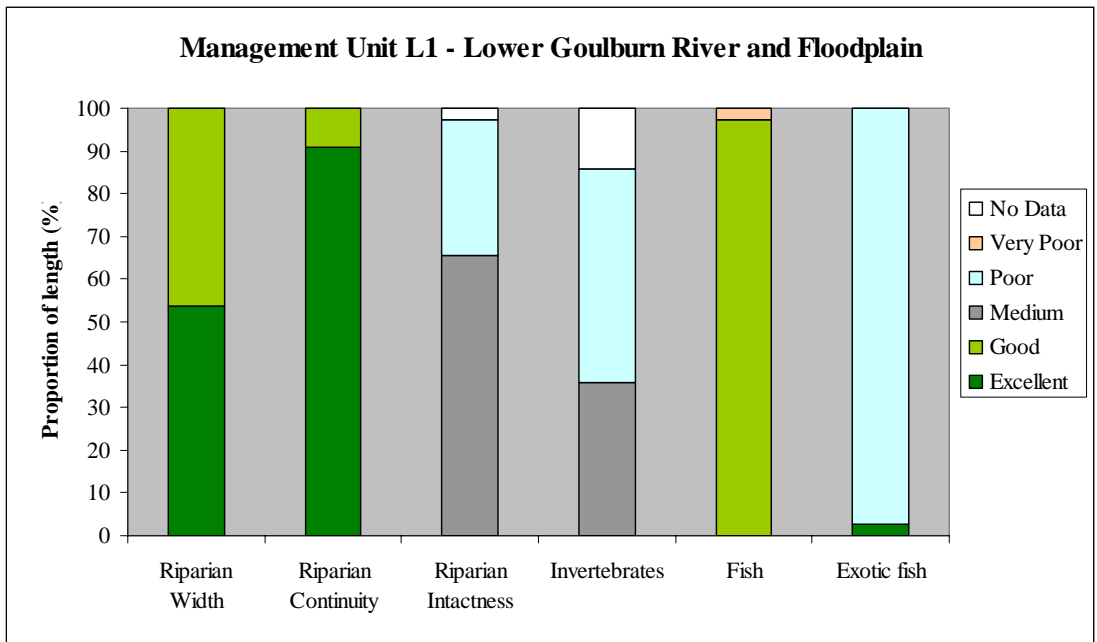 Management Unit L1 - Lower Goulburn River and Floodplain
Proportion of length (%)
100
90
80
70
60
50
40
30
20
10
0
Riparian Width
Riparian Continuity
Riparian Intactness
Invertebrates
Fish
Exotic fish
No Data
Very Poor
Poor
Medium
Good
Excellent